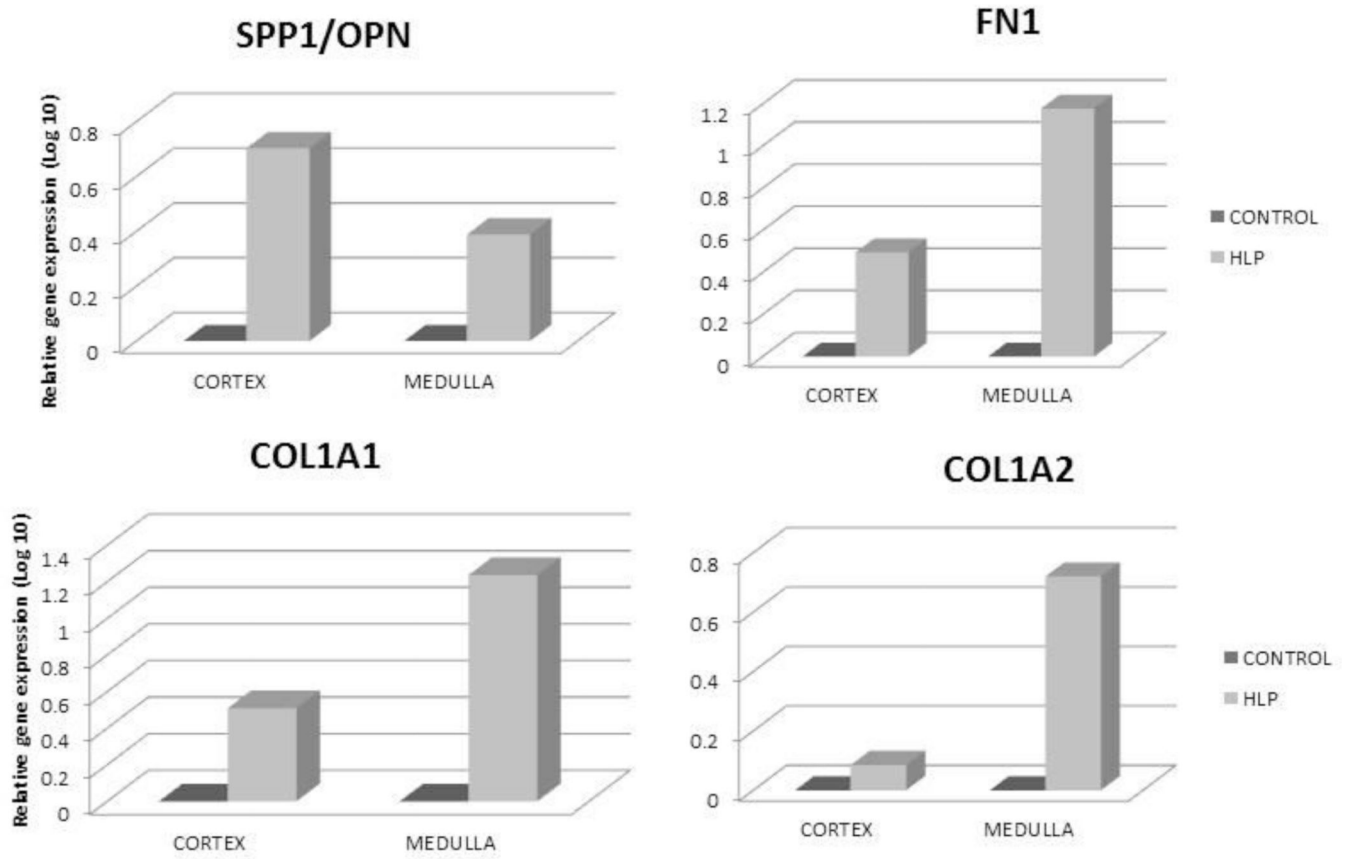 SPP1/OPN
Relative gene expression (Log 10)
0.8
0.6
0.4
0.2
0
CORTEX MEDULLA
FN1
1.2
1
0.8
0.6
0.4
0.2
0
CORTEX MEDULLA
CONTROL
HLP
COL1A1
Relative gene expression (Log 10)
1.4
1.2
1
0.8
0.6
0.4
0.2
0
CORTEX MEDULLA
COL1A2
0.8
0.6
0.4
0.2
0
CORTEX MEDULLA
CONTROL
HLP